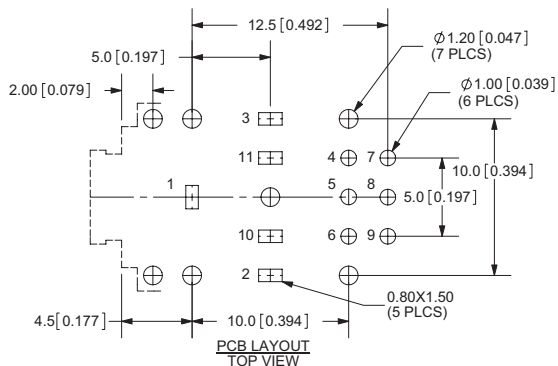 12.5 [0.492]
5.0 [0.197]
2.00 [0.079]
Ø1.20 [0.047]
(7 PLCS)
Ø1.00 [0.039]
(6 PLCS)
3
11
4
7
1
5
8
10
6
9
2
10.0 [0.394]
5.0 [0.197]
0.80X1.50
(5 PLCS)
4.5 [0.177]
10.0 [0.394]
PCB LAYOUT
TOP VIEW